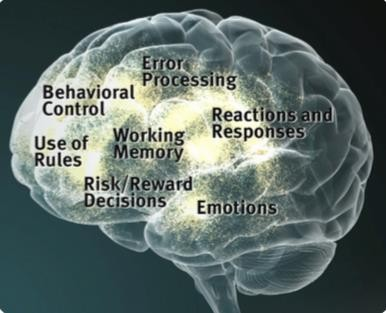 Error
Processing
Behavioral
Control
Reactions and
Responses
Use of
Rules
Working
Memory
Risk/Reward
Decisions
Emotions